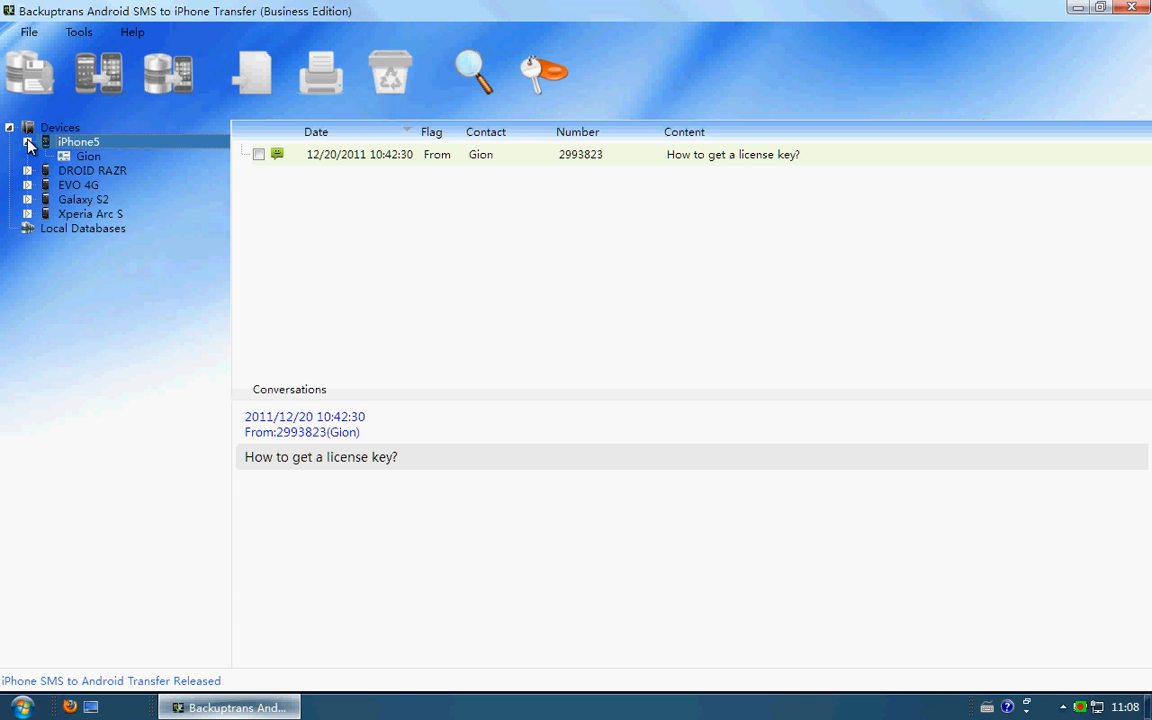 Backuptrans Android SMS to iPhone Transfer (Business Edition)
File Tools Help
Devices
iPhone5
Gion
DROID RAZR
EVO 4G
Galaxy S2
Xperia Arc S
Local Databases
Date Flag Contact Number Content
12/20/2011 10:42:30 From Gion 2993823 How to get a license key?
Conversations
2011/12/20 10:42:30
From:2993823(Gion)
How to get a license key?
iPhone SMS to Android Transfer Released
Backuptrans And...
11:08